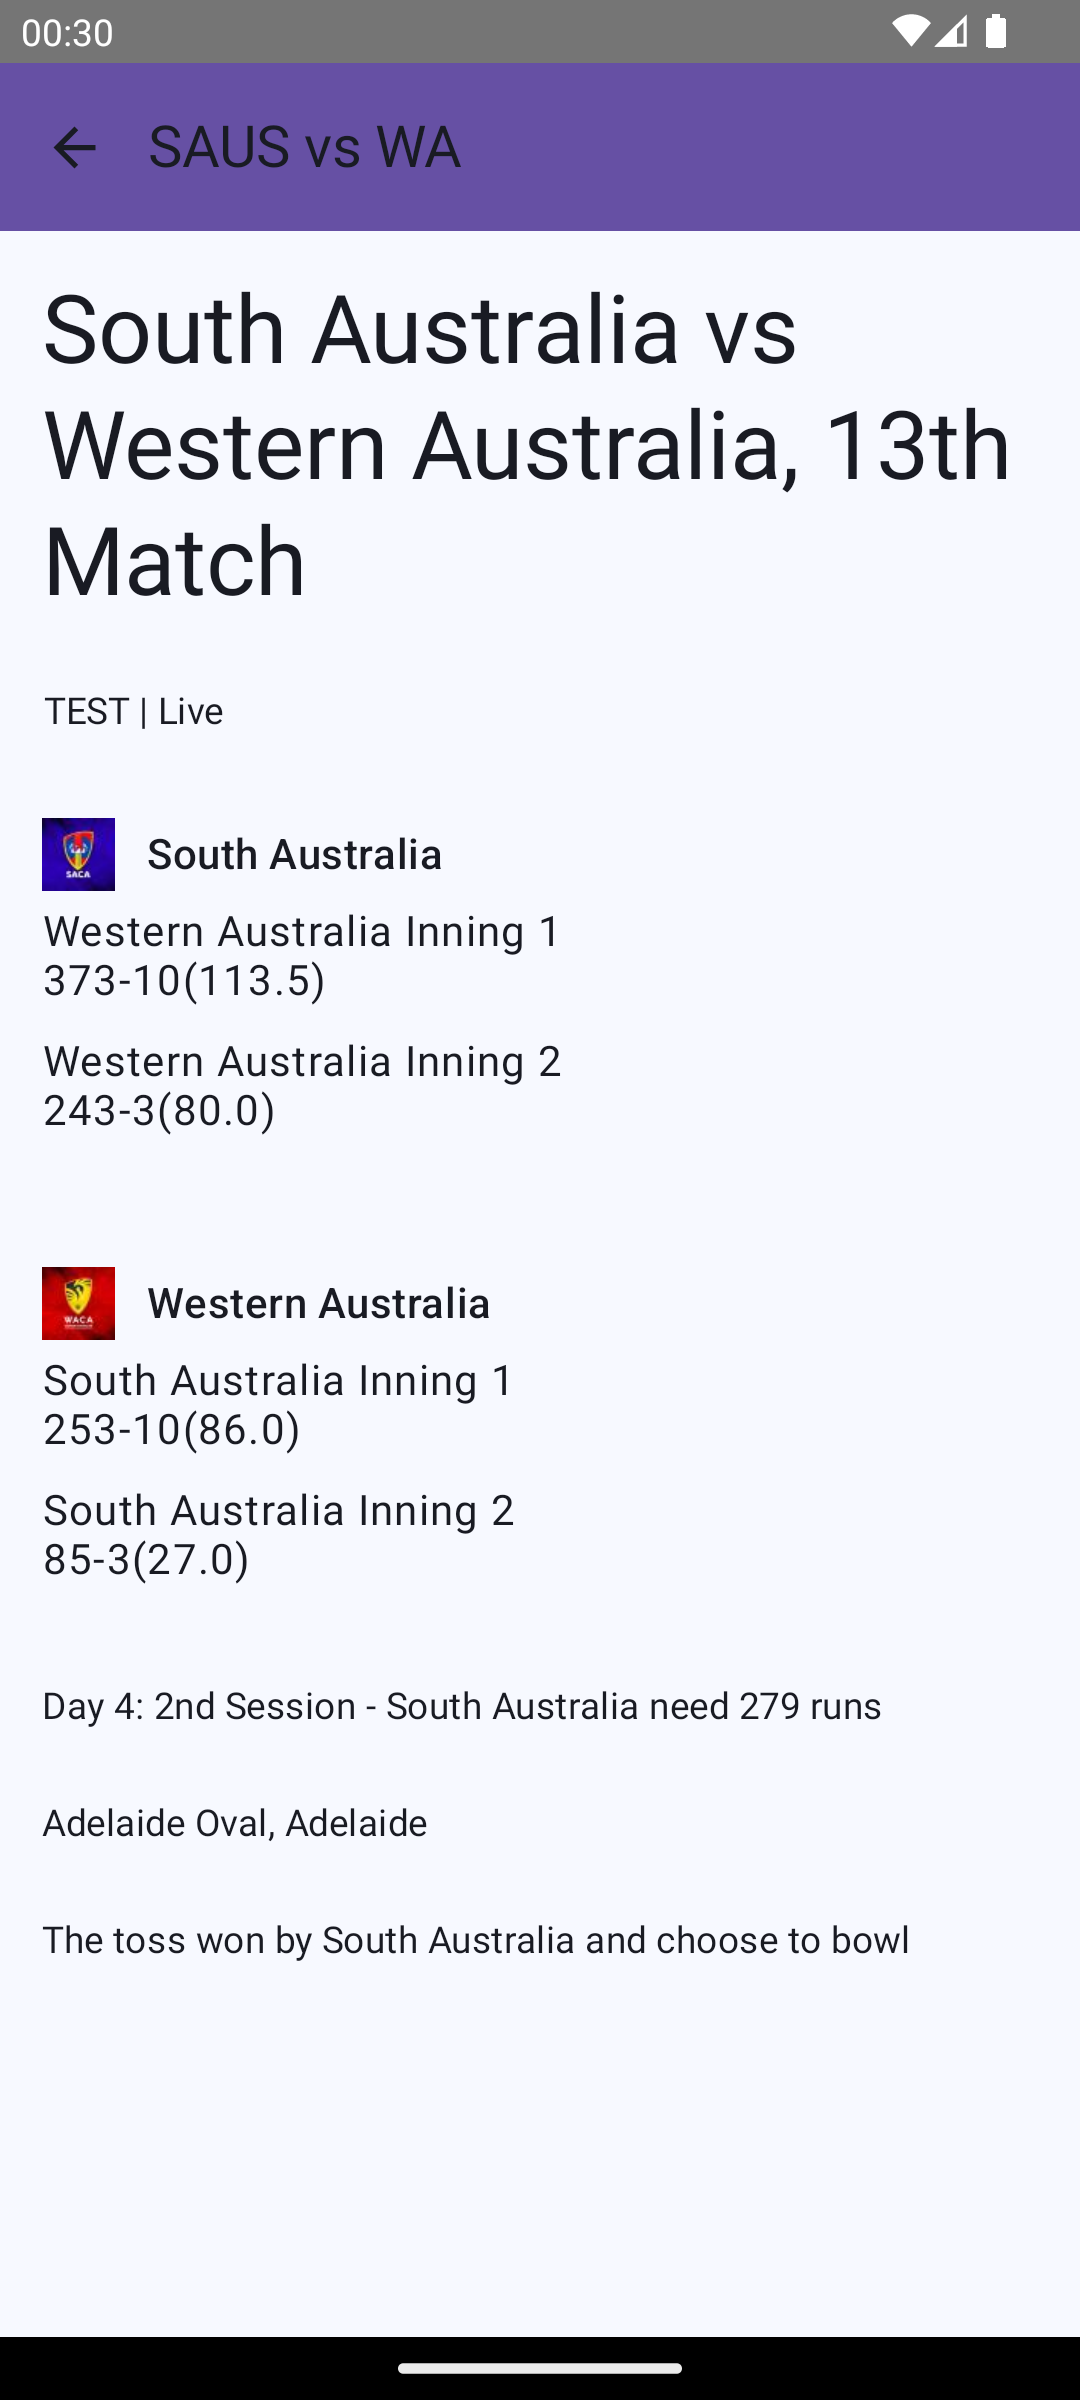 00:30
SAUS vs WA
South Australia vs
Western Australia, 13th
Match
TEST | Live
SACA
South Australia
Western Australia Inning 1
373-10(113.5)
Western Australia Inning 2
243-3(80.0)
WACA
Western Australia
South Australia Inning 1
253-10(86.0)
South Australia Inning 2
85-3(27.0)
Day 4: 2nd Session - South Australia need 279 runs
Adelaide Oval, Adelaide
The toss won by South Australia and choose to bowl